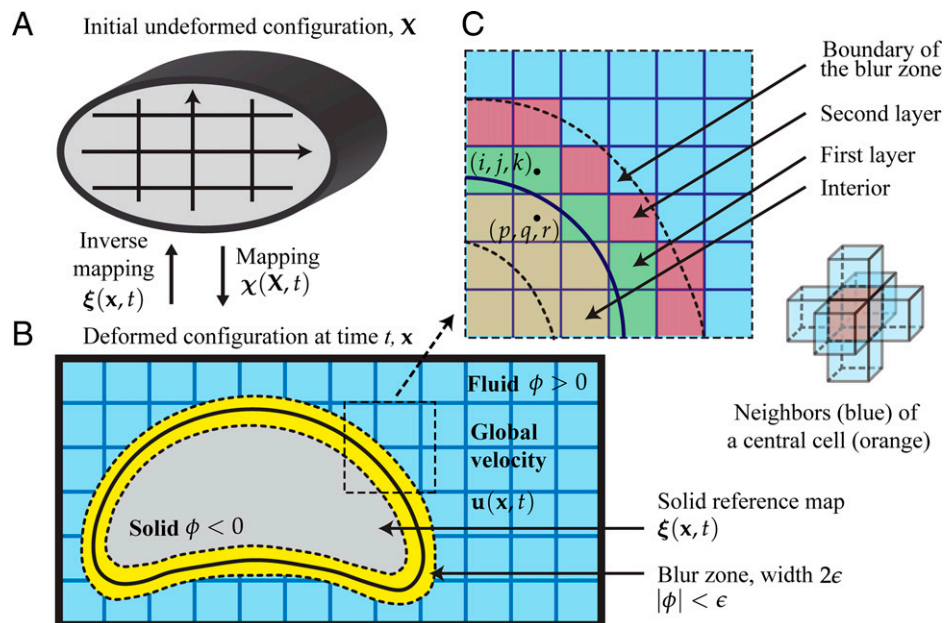 A
Initial undeformed configuration, X
Inverse
mapping
ξ(x, t)
Mapping
χ(X, t)
B
Deformed configuration at time t, x
Fluid ϕ > 0
Global
velocity
u(x, t)
Solid ϕ < 0
Solid reference map
ξ(x, t)
Blur zone, width 2ϵ
|ϕ| < ϵ
C
(i, j, k)
(p, q, r)
Boundary of
the blur zone
Second layer
First layer
Interior
Neighbors (blue) of
a central cell (orange)